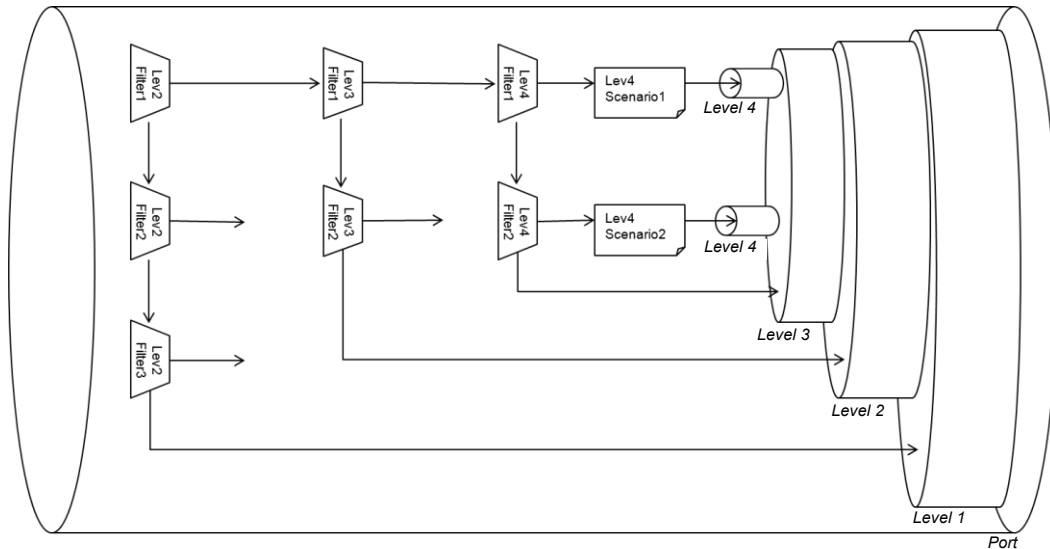 Lev2
Filter1
Lev3
Filter1
Lev4
Filter1
Lev4
Scenario1
Level 4
Lev2
Filter2
Lev3
Filter2
Lev4
Filter2
Lev4
Scenario2
Level 4
Level 3
Lev2
Filter3
Level 2
Level 1
Port